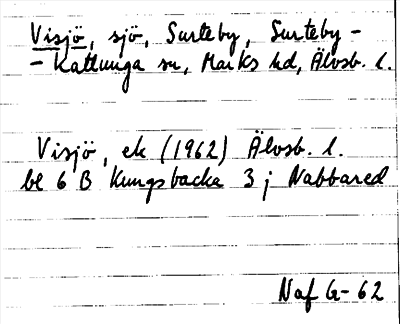 Visjö, sjö, Surteby, Surteby-
-Kattunga sn, Marks hd, Älvsb. l.
Visjö, ek (1962) Älvsb. l.
bl 6 B Kungsbacka 3 j Nabbared
Naf G-62